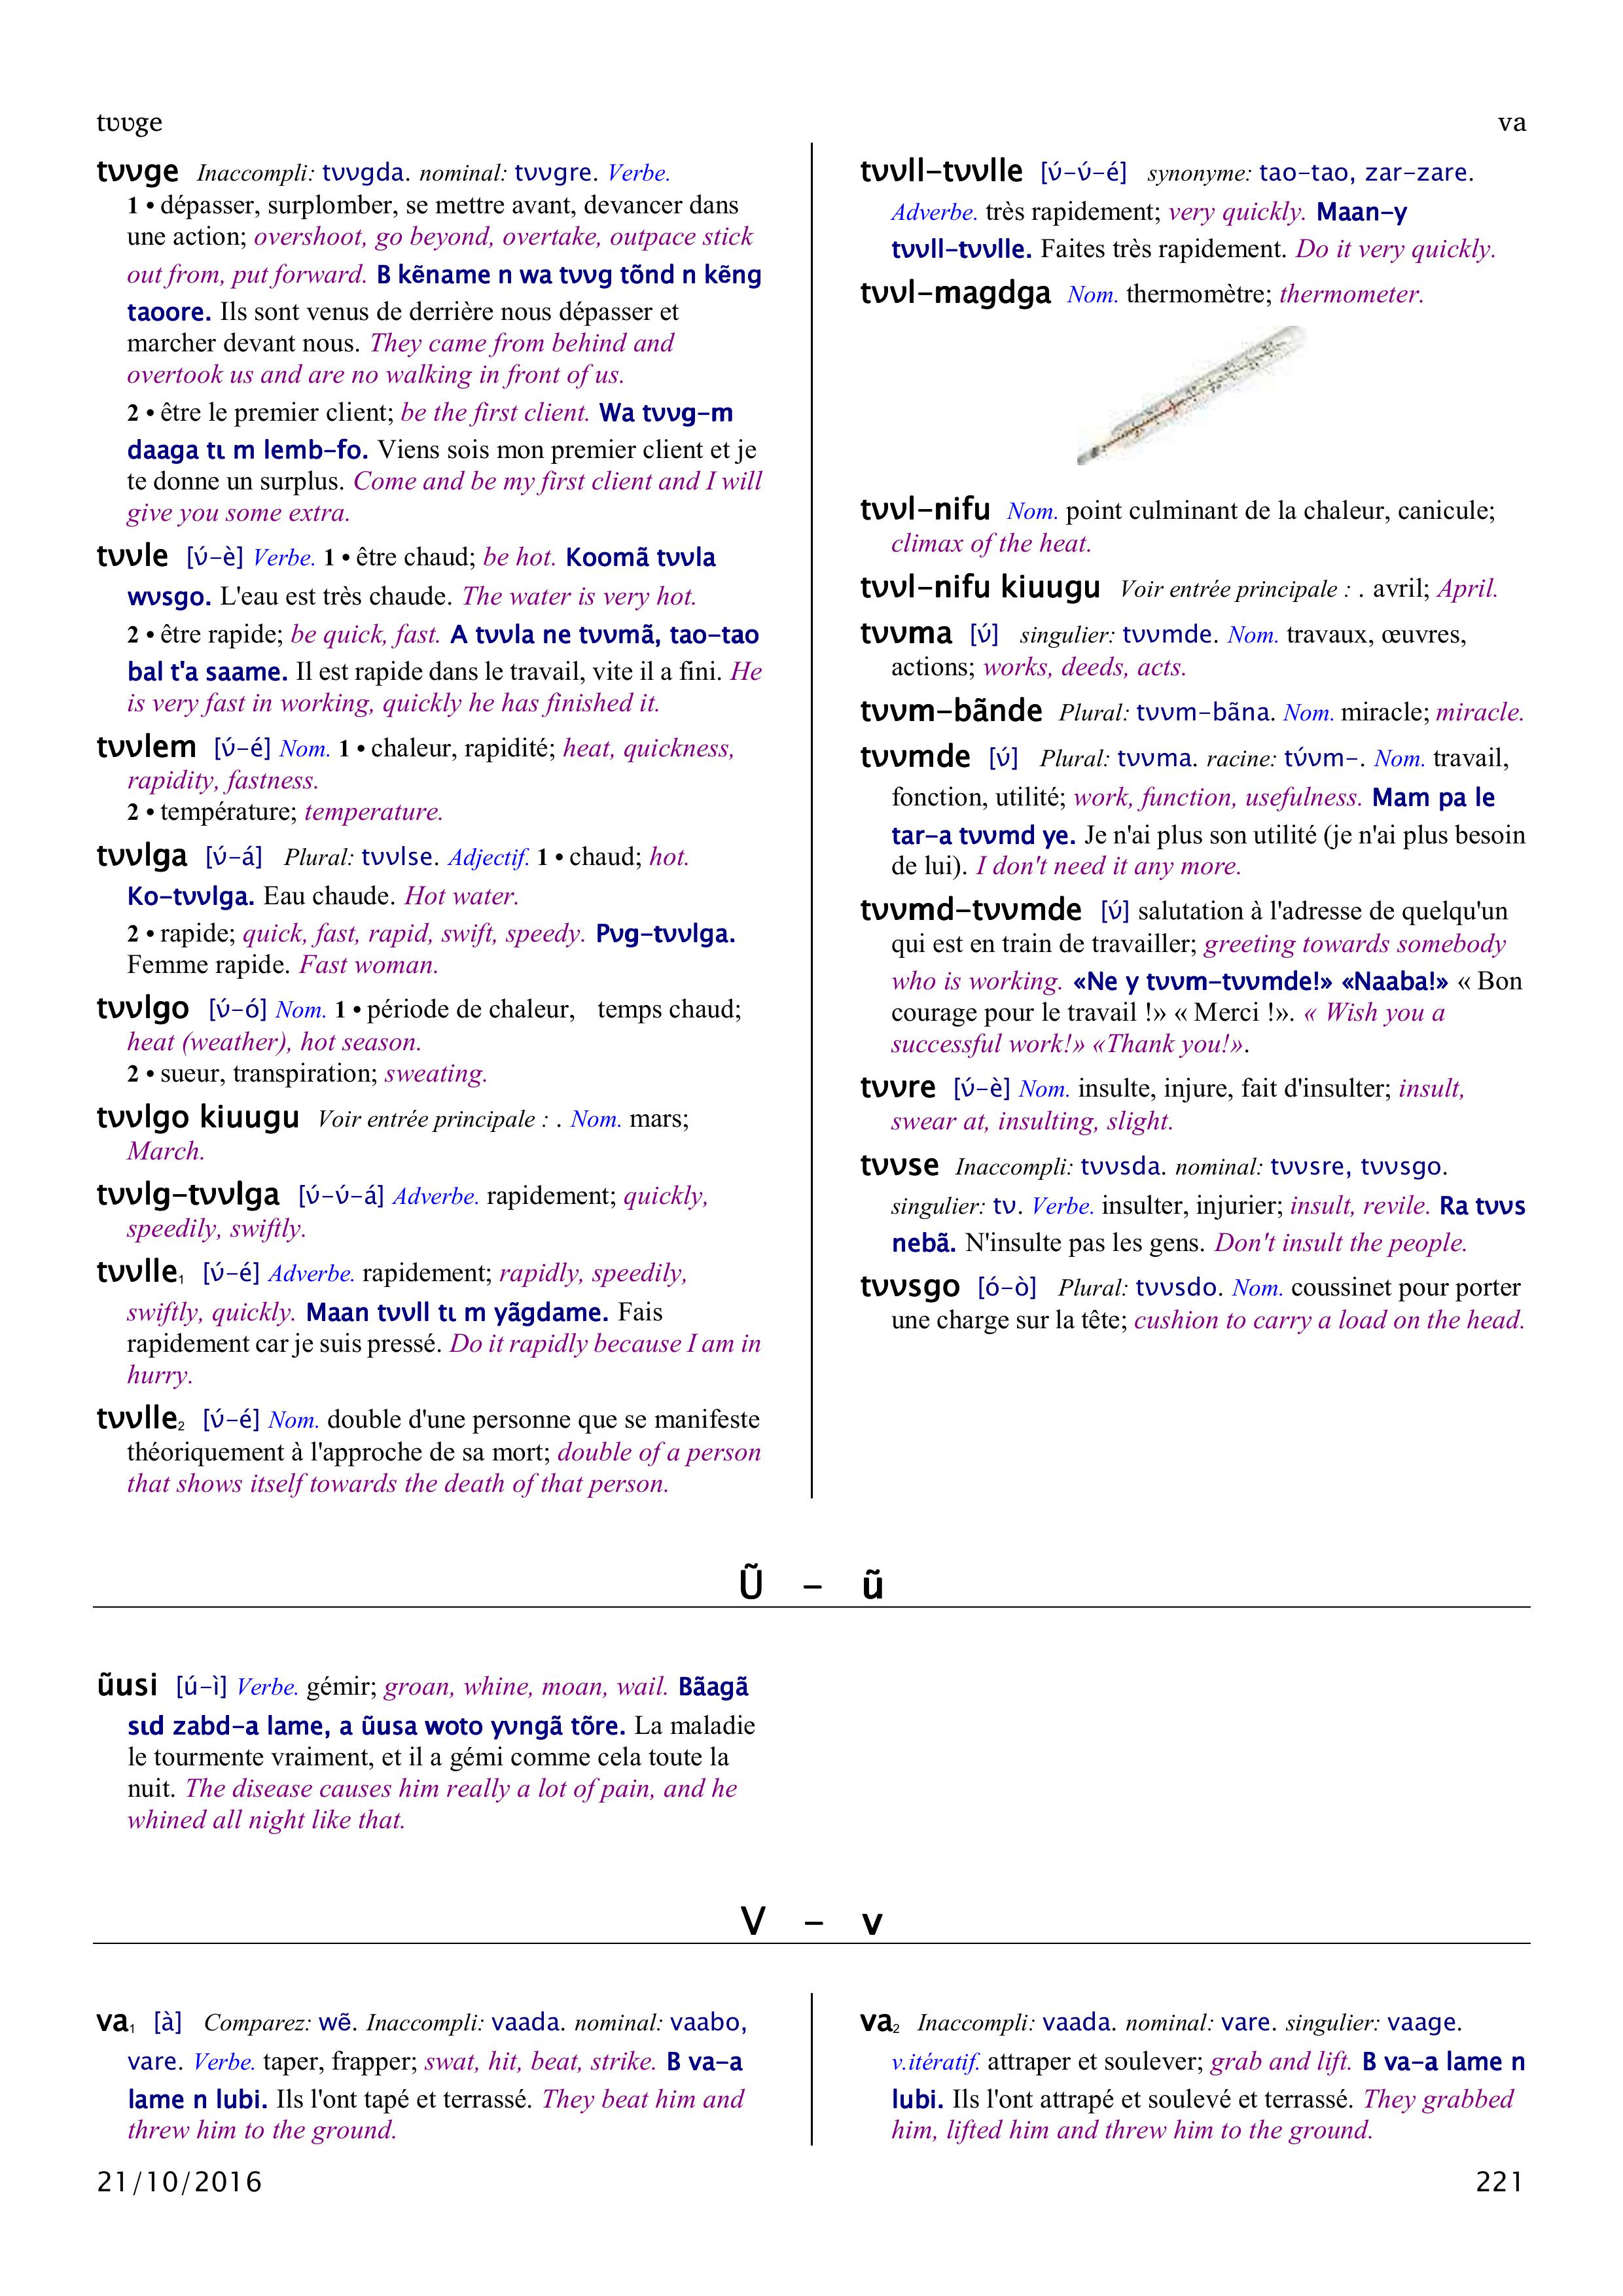 tʋʋge
va
tʋʋge Inaccompli: tʋʋgda. nominal: tʋʋgre. Verbe.
1 • dépasser, surplomber, se mettre avant, devancer dans
une action; overshoot, go beyond, overtake, outpace stick
out from, put forward. B kẽname n wa tʋʋg tõnd n kẽng
taoore. Ils sont venus de derrière nous dépasser et
marcher devant nous. They came from behind and
overtook us and are no walking in front of us.
2 • être le premier client; be the first client. Wa tʋʋg-m
daaga tɩ m lemb-fo. Viens sois mon premier client et je
te donne un surplus. Come and be my first client and I will
give you some extra.
tʋʋle [ʋ́-è] Verbe. 1 • être chaud; be hot. Koomã tʋʋla
wʋsgo. L'eau est très chaude. The water is very hot.
2 • être rapide; be quick, fast. A tʋʋla ne tʋʋmã, tao-tao
bal t'a saame. Il est rapide dans le travail, vite il a fini. He
is very fast in working, quickly he has finished it.
tʋʋlem [ʋ́-é] Nom. 1 • chaleur, rapidité; heat, quickness,
rapidity, fastness.
2 • température; temperature.
tʋʋlga [ʋ́-á] Plural: tʋʋlse. Adjectif. 1 • chaud; hot.
Ko-tʋʋlga. Eau chaude. Hot water.
2 • rapide; quick, fast, rapid, swift, speedy. Pʋg-tʋʋlga.
Femme rapide. Fast woman.
tʋʋlgo [ʋ́-ó] Nom. 1 • période de chaleur, temps chaud;
heat (weather), hot season.
2 • sueur, transpiration; sweating.
tʋʋlgo kiuugu Voir entrée principale : . Nom. mars;
March.
tʋʋlg-tʋʋlga [ʋ́-ʋ́-á] Adverbe. rapidement; quickly,
speedily, swiftly.
tʋʋlle₁ [ʋ́-é] Adverbe. rapidement; rapidly, speedily,
swiftly, quickly. Maan tʋʋll tɩ m yãgdame. Fais
rapidement car je suis pressé. Do it rapidly because I am in
hurry.
tʋʋlle₂ [ʋ́-é] Nom. double d'une personne que se manifeste
théoriquement à l'approche de sa mort; double of a person
that shows itself towards the death of that person.
tʋʋll-tʋʋlle [ʋ́-ʋ́-é] synonyme: tao-tao, zar-zare.
Adverbe. très rapidement; very quickly. Maan-y
tʋʋll-tʋʋlle. Faites très rapidement. Do it very quickly.
tʋʋl-magdga Nom. thermomètre; thermometer.
tʋʋl-nifu Nom. point culminant de la chaleur, canicule;
climax of the heat.
tʋʋl-nifu kiuugu Voir entrée principale : . avril; April.
tʋʋma [ʋ́] singulier: tʋʋmde. Nom. travaux, œuvres,
actions; works, deeds, acts.
tʋʋm-bãnde Plural: tʋʋm-bãna. Nom. miracle; miracle.
tʋʋmde [ʋ́] Plural: tʋʋma. racine: tʋ́ʋm-. Nom. travail,
fonction, utilité; work, function, usefulness. Mam pa le
tar-a tʋʋmd ye. Je n'ai plus son utilité (je n'ai plus besoin
de lui). I don't need it any more.
tʋʋmd-tʋʋmde [ʋ́] salutation à l'adresse de quelqu'un
qui est en train de travailler; greeting towards somebody
who is working. «Ne y tʋʋm-tʋʋmde!» «Naaba!» « Bon
courage pour le travail !» « Merci !». « Wish you a
successful work!» «Thank you!».
tʋʋre [ʋ́-è] Nom. insulte, injure, fait d'insulter; insult,
swear at, insulting, slight.
tʋʋse Inaccompli: tʋʋsda. nominal: tʋʋsre, tʋʋsgo.
singulier: tʋ. Verbe. insulter, injurier; insult, revile. Ra tʋʋs
nebã. N'insulte pas les gens. Don't insult the people.
tʋʋsgo [ó-ò] Plural: tʋʋsdo. Nom. coussinet pour porter
une charge sur la tête; cushion to carry a load on the head.
Ũ - ũ
ũusi [ú-ì] Verbe. gémir; groan, whine, moan, wail. Bãagã
sɩd zabd-a lame, a ũusa woto yʋngã tõre. La maladie
le tourmente vraiment, et il a gémi comme cela toute la
nuit. The disease causes him really a lot of pain, and he
whined all night like that.
V - v
va₁ [à] Comparez: wẽ. Inaccompli: vaada. nominal: vaabo,
vare. Verbe. taper, frapper; swat, hit, beat, strike. B va-a
lame n lubi. Ils l'ont tapé et terrassé. They beat him and
threw him to the ground.
va₂ Inaccompli: vaada. nominal: vare. singulier: vaage.
v.itératif. attraper et soulever; grab and lift. B va-a lame n
lubi. Ils l'ont attrapé et soulevé et terrassé. They grabbed
him, lifted him and threw him to the ground.
21/10/2016
221